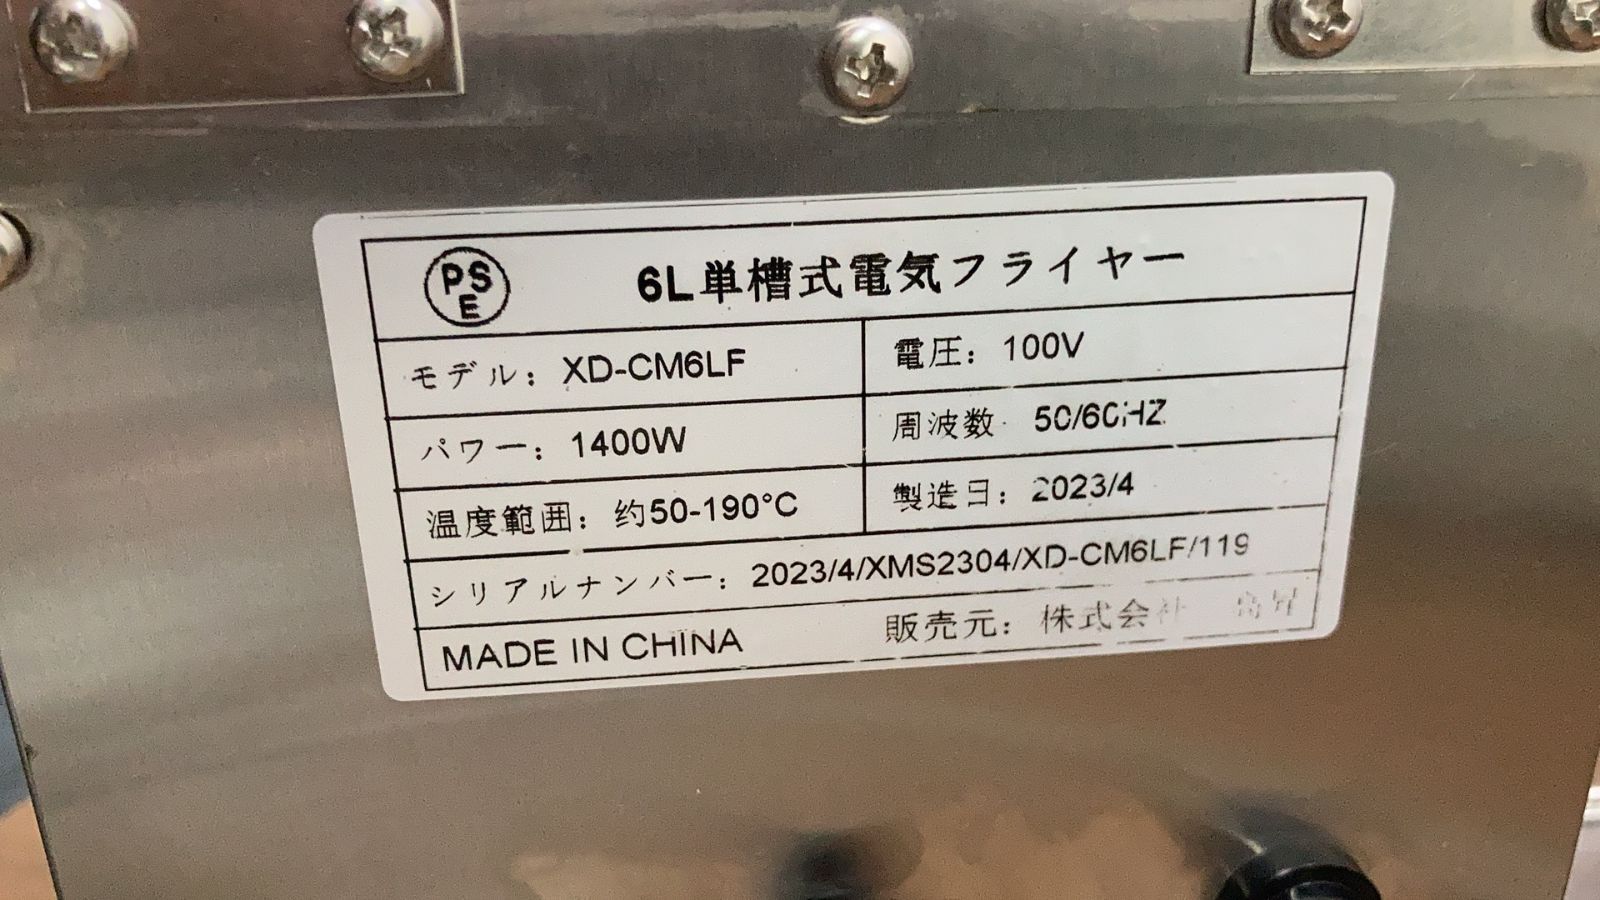 PSE
6L単槽式電気フライヤー
モデル：XD-CM6LF
電圧：100V
パワー：1400W
周波数 50/60HZ
温度範囲：约50-190°C
製造日：2023/4
シリアルナンバー：2023/4/XMS2304/XD-CM6LF/119
MADE IN CHINA
販売元：株式会社